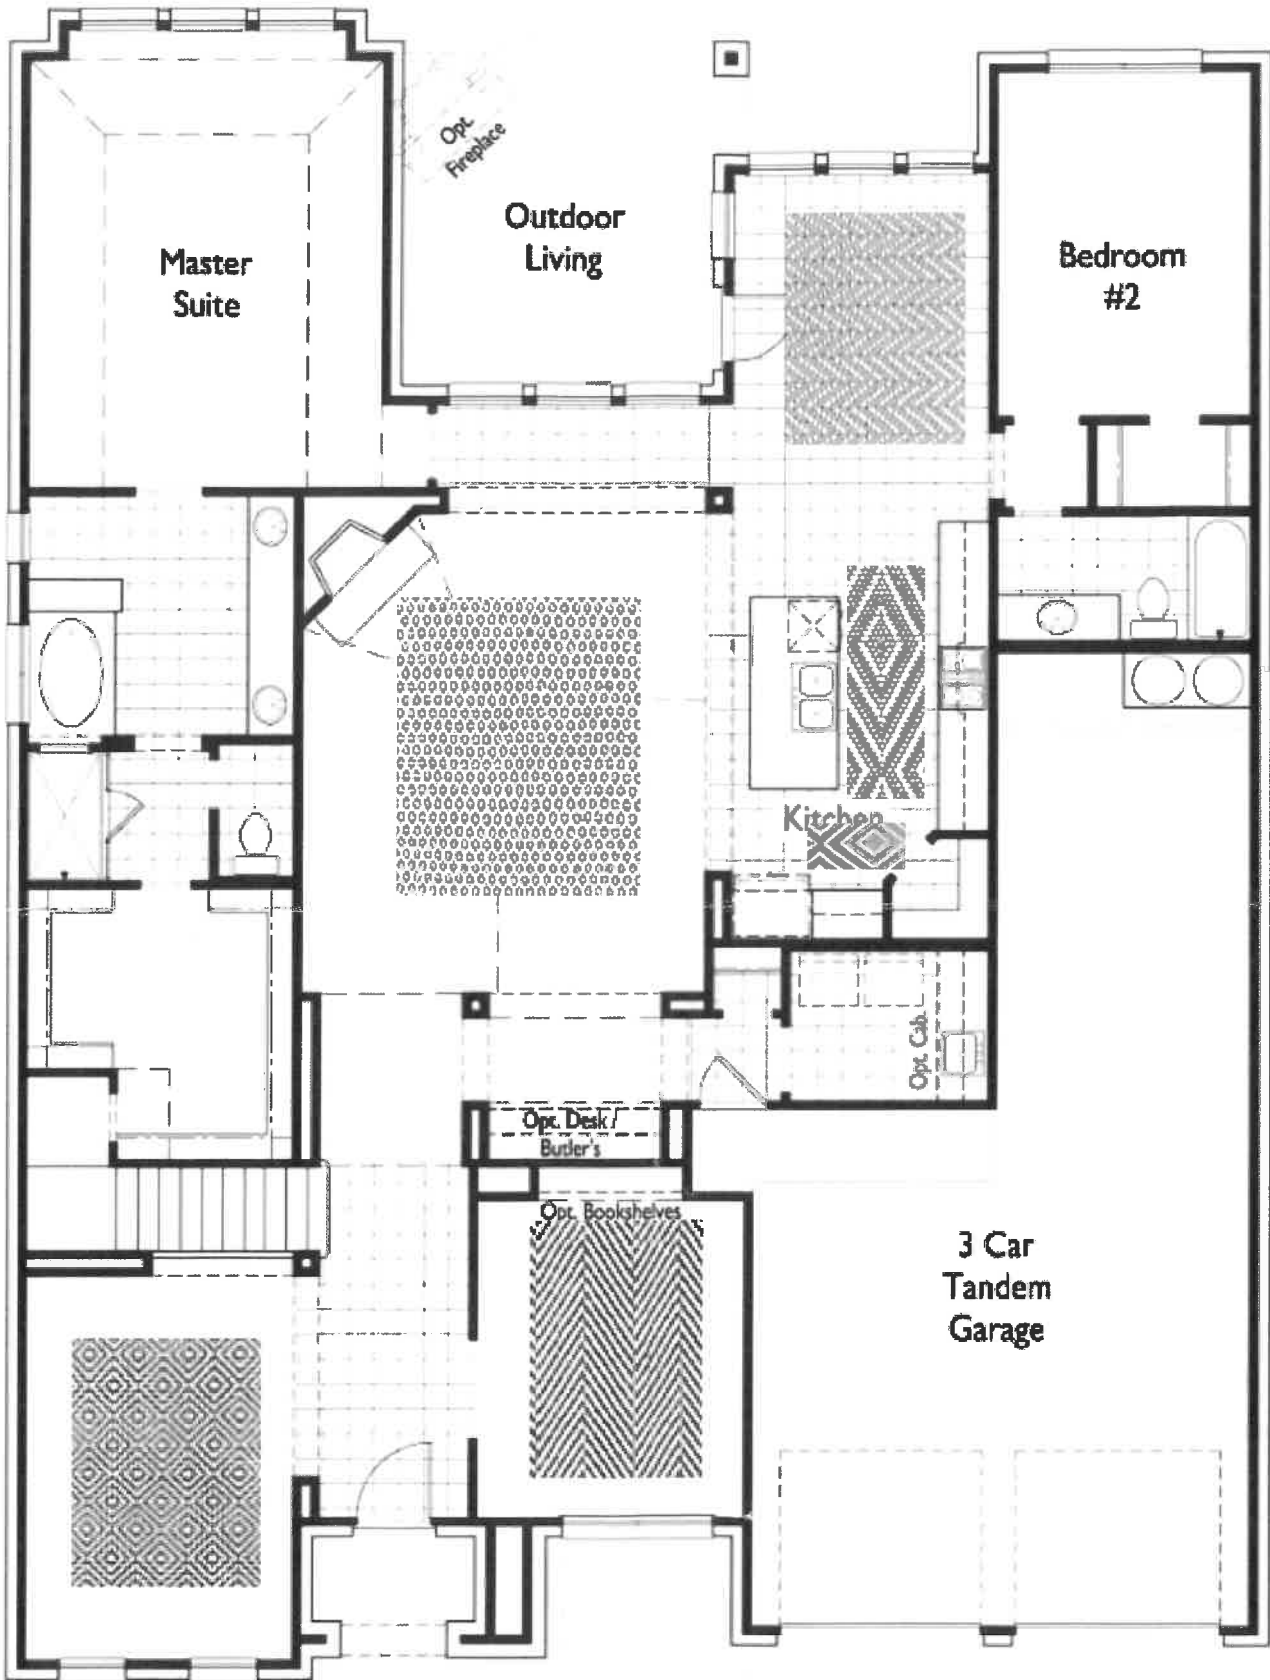 Opt.
Fireplace
Outdoor
Living
Master
Suite
Bedroom
#2
Kitchen
Opt. Cab.
Opt. Desk /
Butler's
Opt. Bookshelves
3 Car
Tandem
Garage